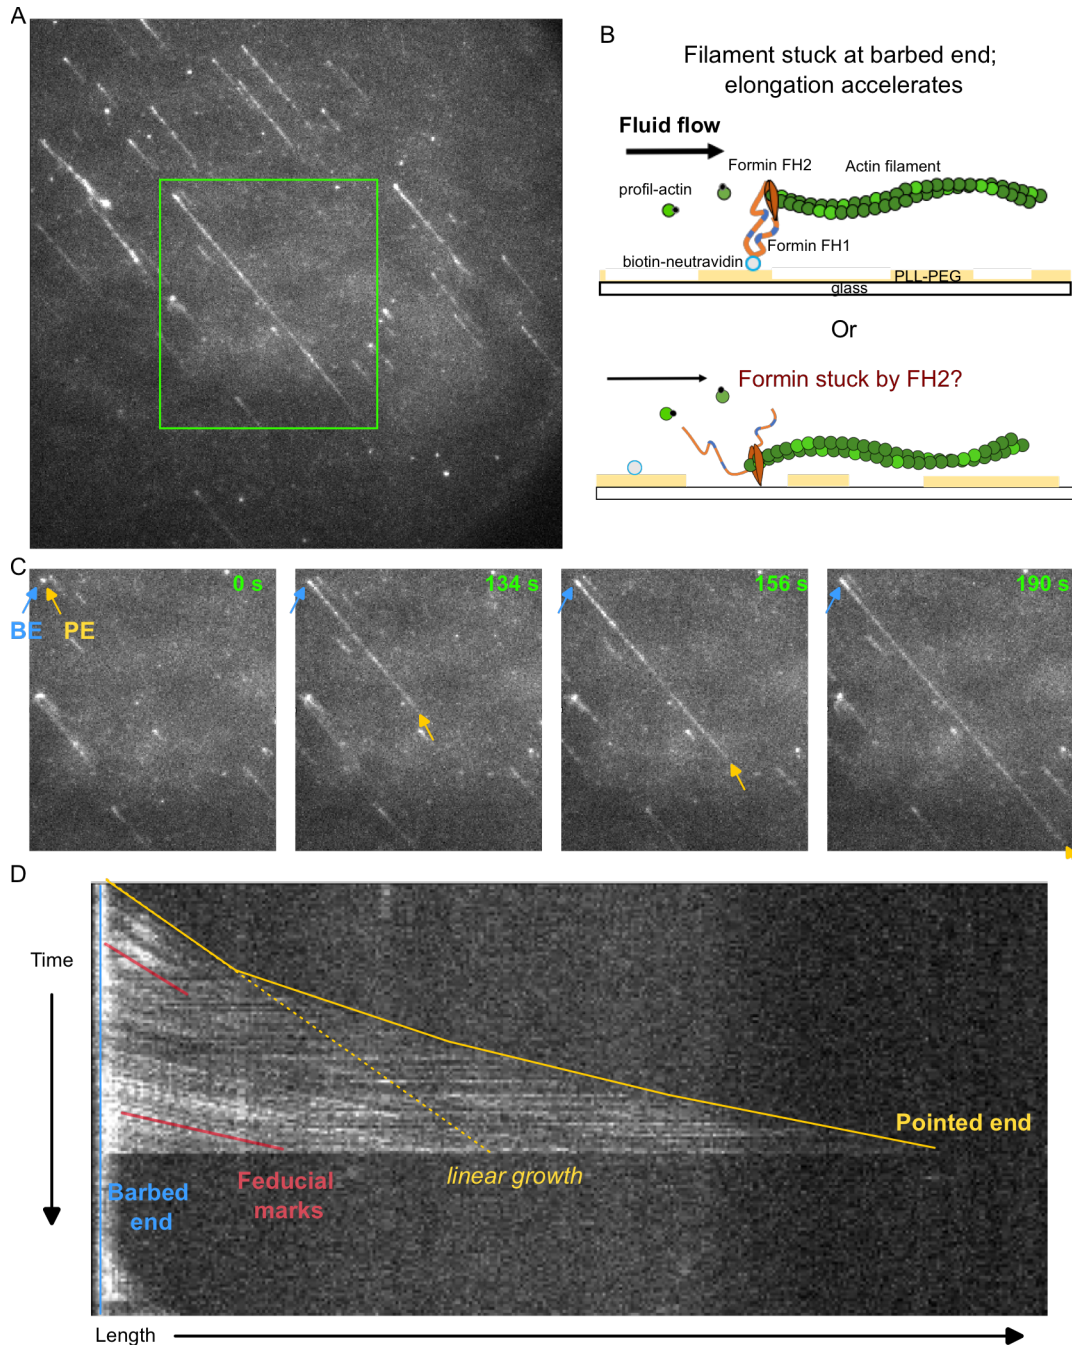 A
B
Filament stuck at barbed end;
elongation accelerates
Fluid flow
Formin FH2
Actin filament
profil-actin
Formin FH1
biotin-neutravidin
PLL-PEG
glass
Or
Formin stuck by FH2?
C
0 s
134 s
156 s
190 s
BE
PE
D
Time
Pointed end
linear growth
Feducial
marks
Barbed
end
Length